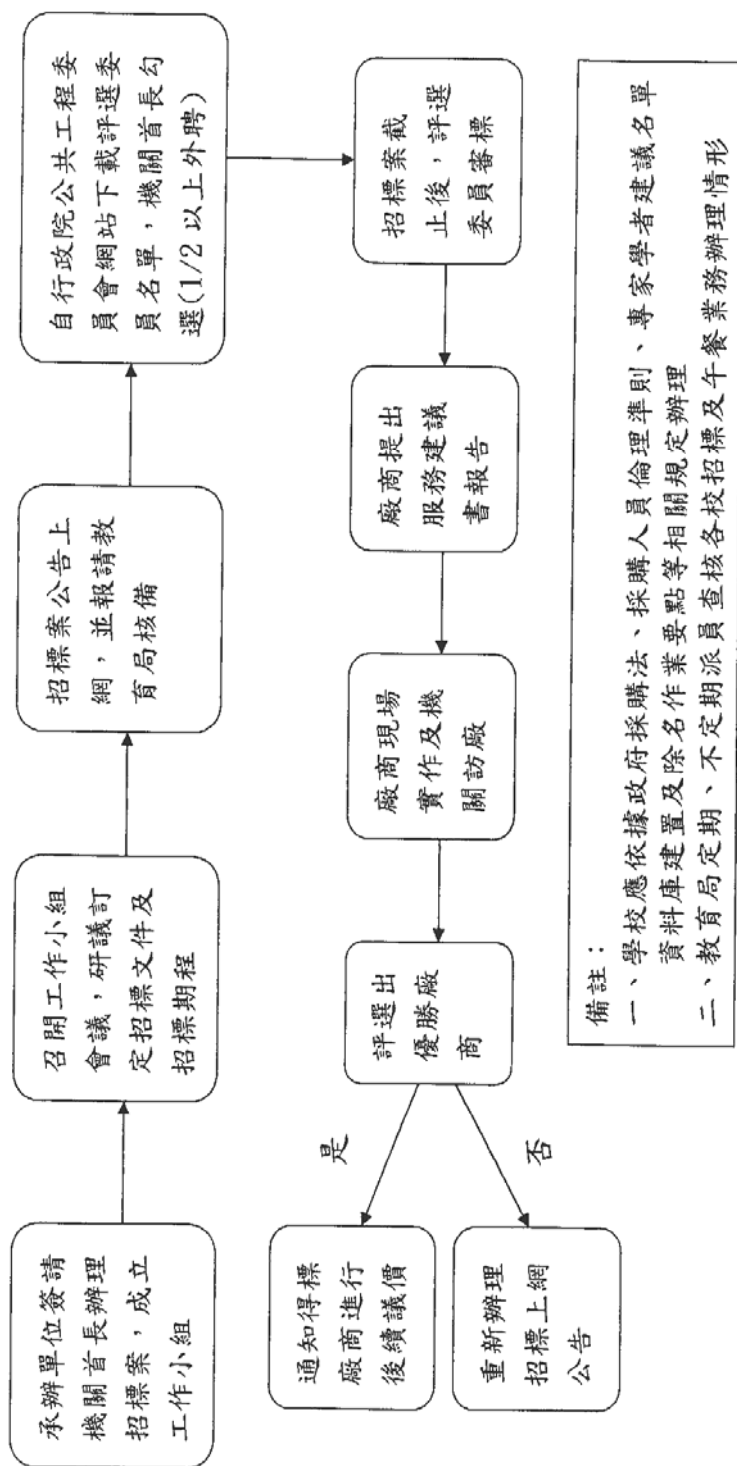 承辦單位簽請
機關首長辦理
招標案，成立
工作小組
召開工作小組
會議，研議訂
定招標文件及
招標期程
招標案公告上
網，並報請教
育局核備
自行政院公共工程委
員會網站下載評選委
員名單，機關首長勾
選(1/2以上外聘)
招標案截
止後，評選
委員審標
廠商提出
服務建議
書報告
廠商現場
實作及機
關訪廠
評選出
優勝廠
商
是
否
通知得標
廠商進行
後續議價
重新辦理
招標上網
公告
備註：
一、學校應依據政府採購法、採購人員倫理準則、專家學者建議名單
資料庫建置及除名作業要點等相關規定辦理
二、教育局定期、不定期派員查核各校招標及午餐業務辦理情形